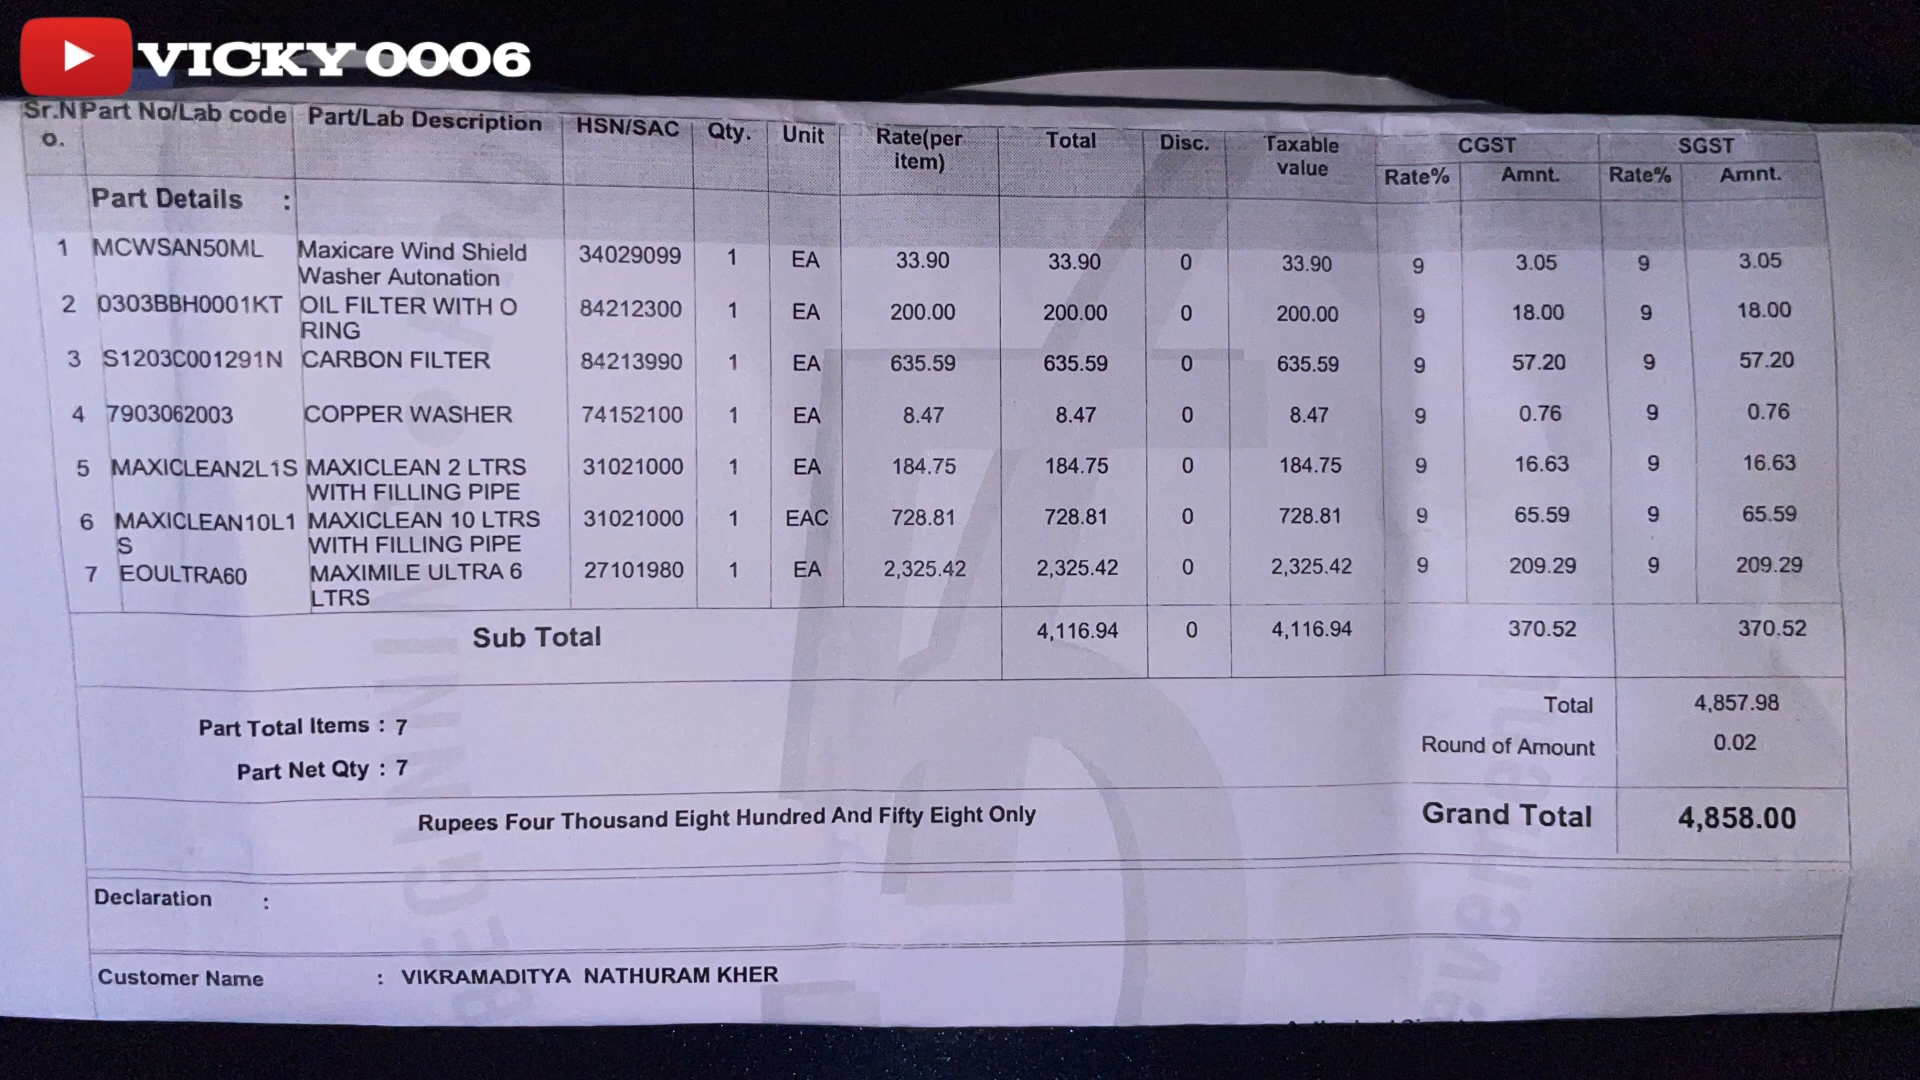 VICKY 0006
Sr.N Part No/Lab code Part/Lab Description HSN/SAC Qty. Unit Rate(per Total Disc. Taxable CGST SGST
o. item) value Rate% Amnt. Rate% Amnt.
Part Details :
1 MCWSAN50ML Maxicare Wind Shield 34029099 1 EA 33.90 33.90 0 33.90 9 3.05 9 3.05
Washer Autonation
2 0303BBH0001KT OIL FILTER WITH O 84212300 1 EA 200.00 200.00 0 200.00 9 18.00 9 18.00
RING
3 S1203C001291N CARBON FILTER 84213990 1 EA 635.59 635.59 0 635.59 9 57.20 9 57.20
4 7903062003 COPPER WASHER 74152100 1 EA 8.47 8.47 0 8.47 9 0.76 9 0.76
5 MAXICLEAN2L1S MAXICLEAN 2 LTRS 31021000 1 EA 184.75 184.75 0 184.75 9 16.63 9 16.63
WITH FILLING PIPE
6 MAXICLEAN10L1 MAXICLEAN 10 LTRS 31021000 1 EAC 728.81 728.81 0 728.81 9 65.59 9 65.59
S WITH FILLING PIPE
7 EOULTRA60 MAXIMILE ULTRA 6 27101980 1 EA 2,325.42 2,325.42 0 2,325.42 9 209.29 9 209.29
LTRS
Sub Total 4,116.94 0 4,116.94 370.52 370.52
Total 4,857.98
Part Total Items : 7
Round of Amount 0.02
Part Net Qty : 7
Rupees Four Thousand Eight Hundred And Fifty Eight Only Grand Total 4,858.00
Declaration :
Customer Name : VIKRAMADITYA NATHURAM KHER